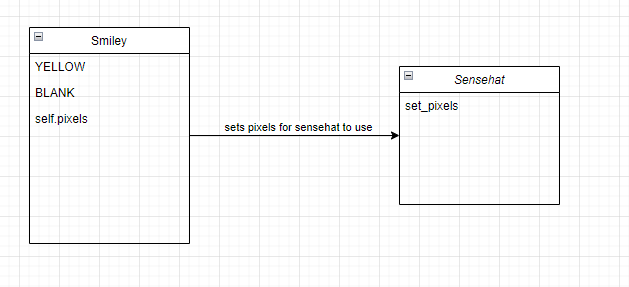 Smiley
YELLOW
BLANK
self.pixels
sets pixels for sensehat to use
Sensehat
set_pixels